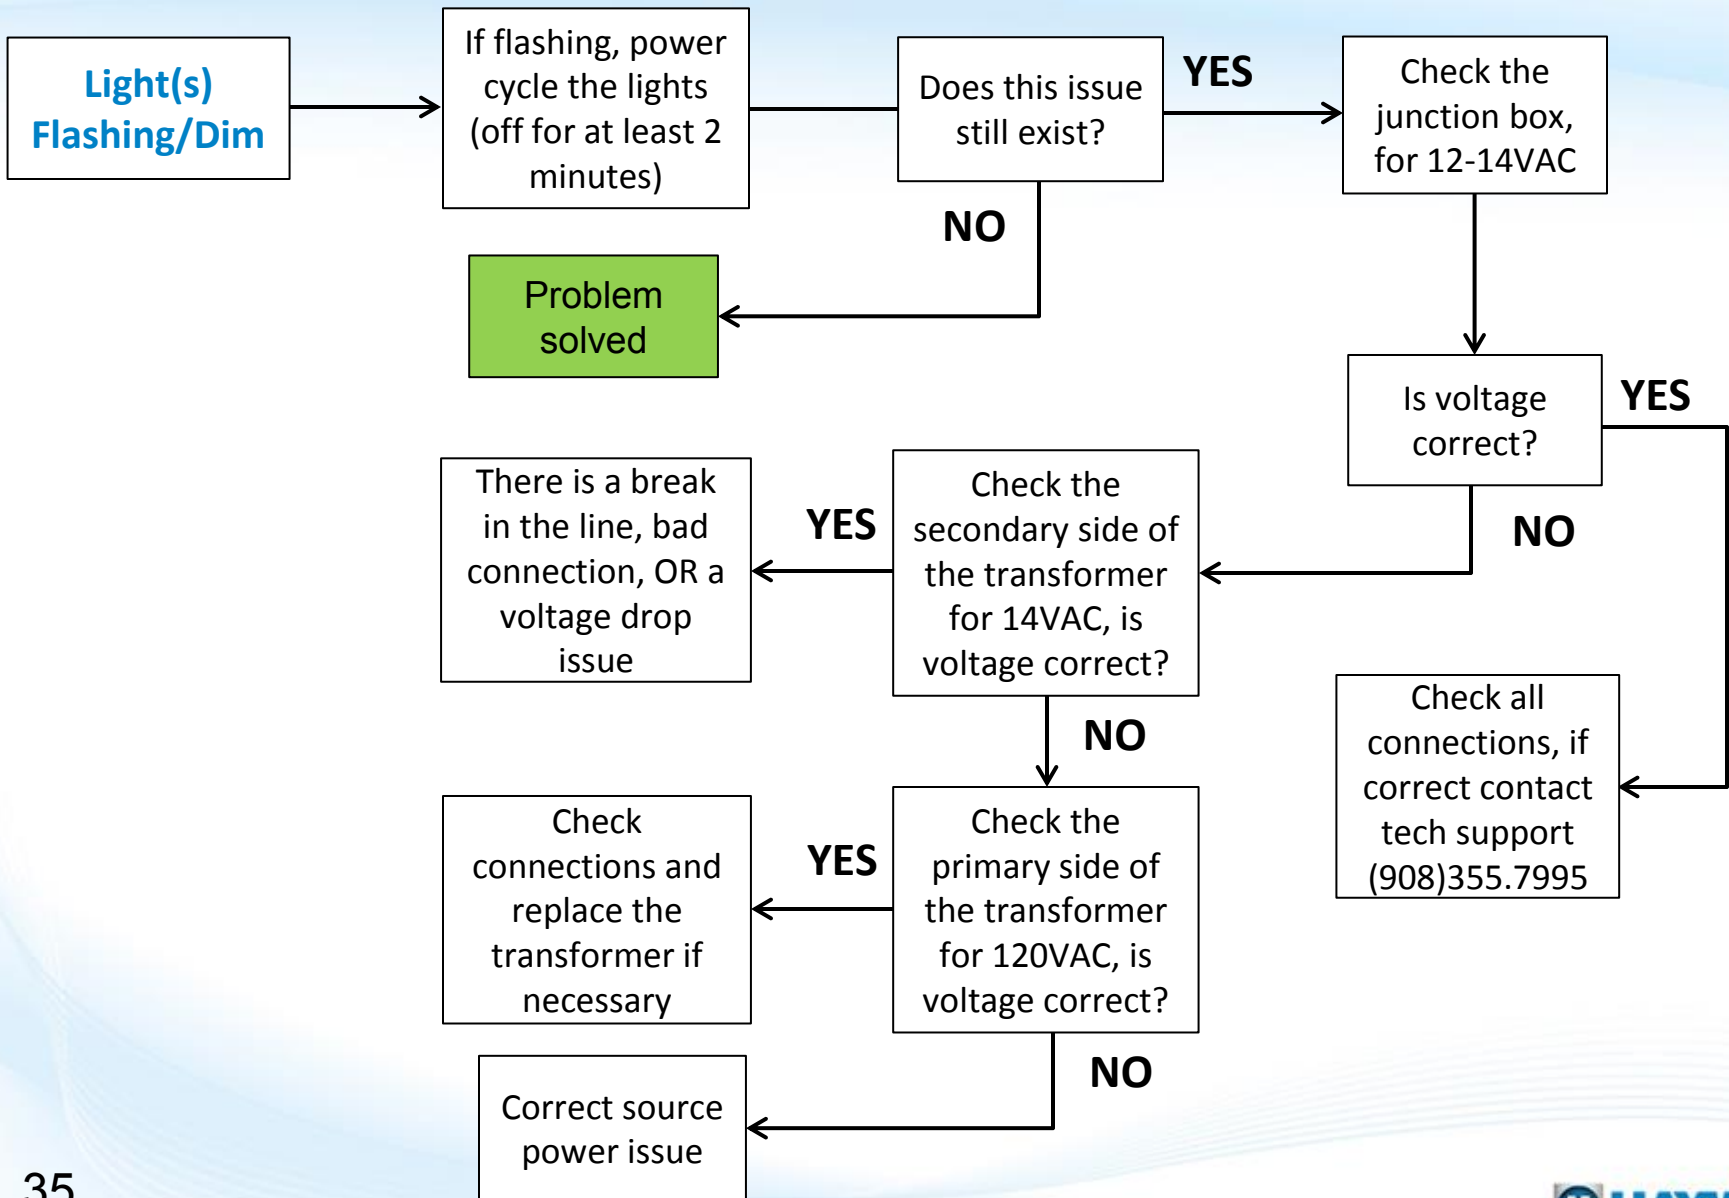 Light(s)
Flashing/Dim
If flashing, power
cycle the lights
(off for at least 2
minutes)
Does this issue
still exist?
YES
Check the
junction box,
for 12-14VAC
NO
Problem
solved
Is voltage
correct?
YES
NO
Check the
secondary side of
the transformer
for 14VAC, is
voltage correct?
YES
There is a break
in the line, bad
connection, OR a
voltage drop
issue
NO
Check all
connections, if
correct contact
tech support
(908)355.7995
Check the
primary side of
the transformer
for 120VAC, is
voltage correct?
YES
Check
connections and
replace the
transformer if
necessary
NO
Correct source
power issue
35